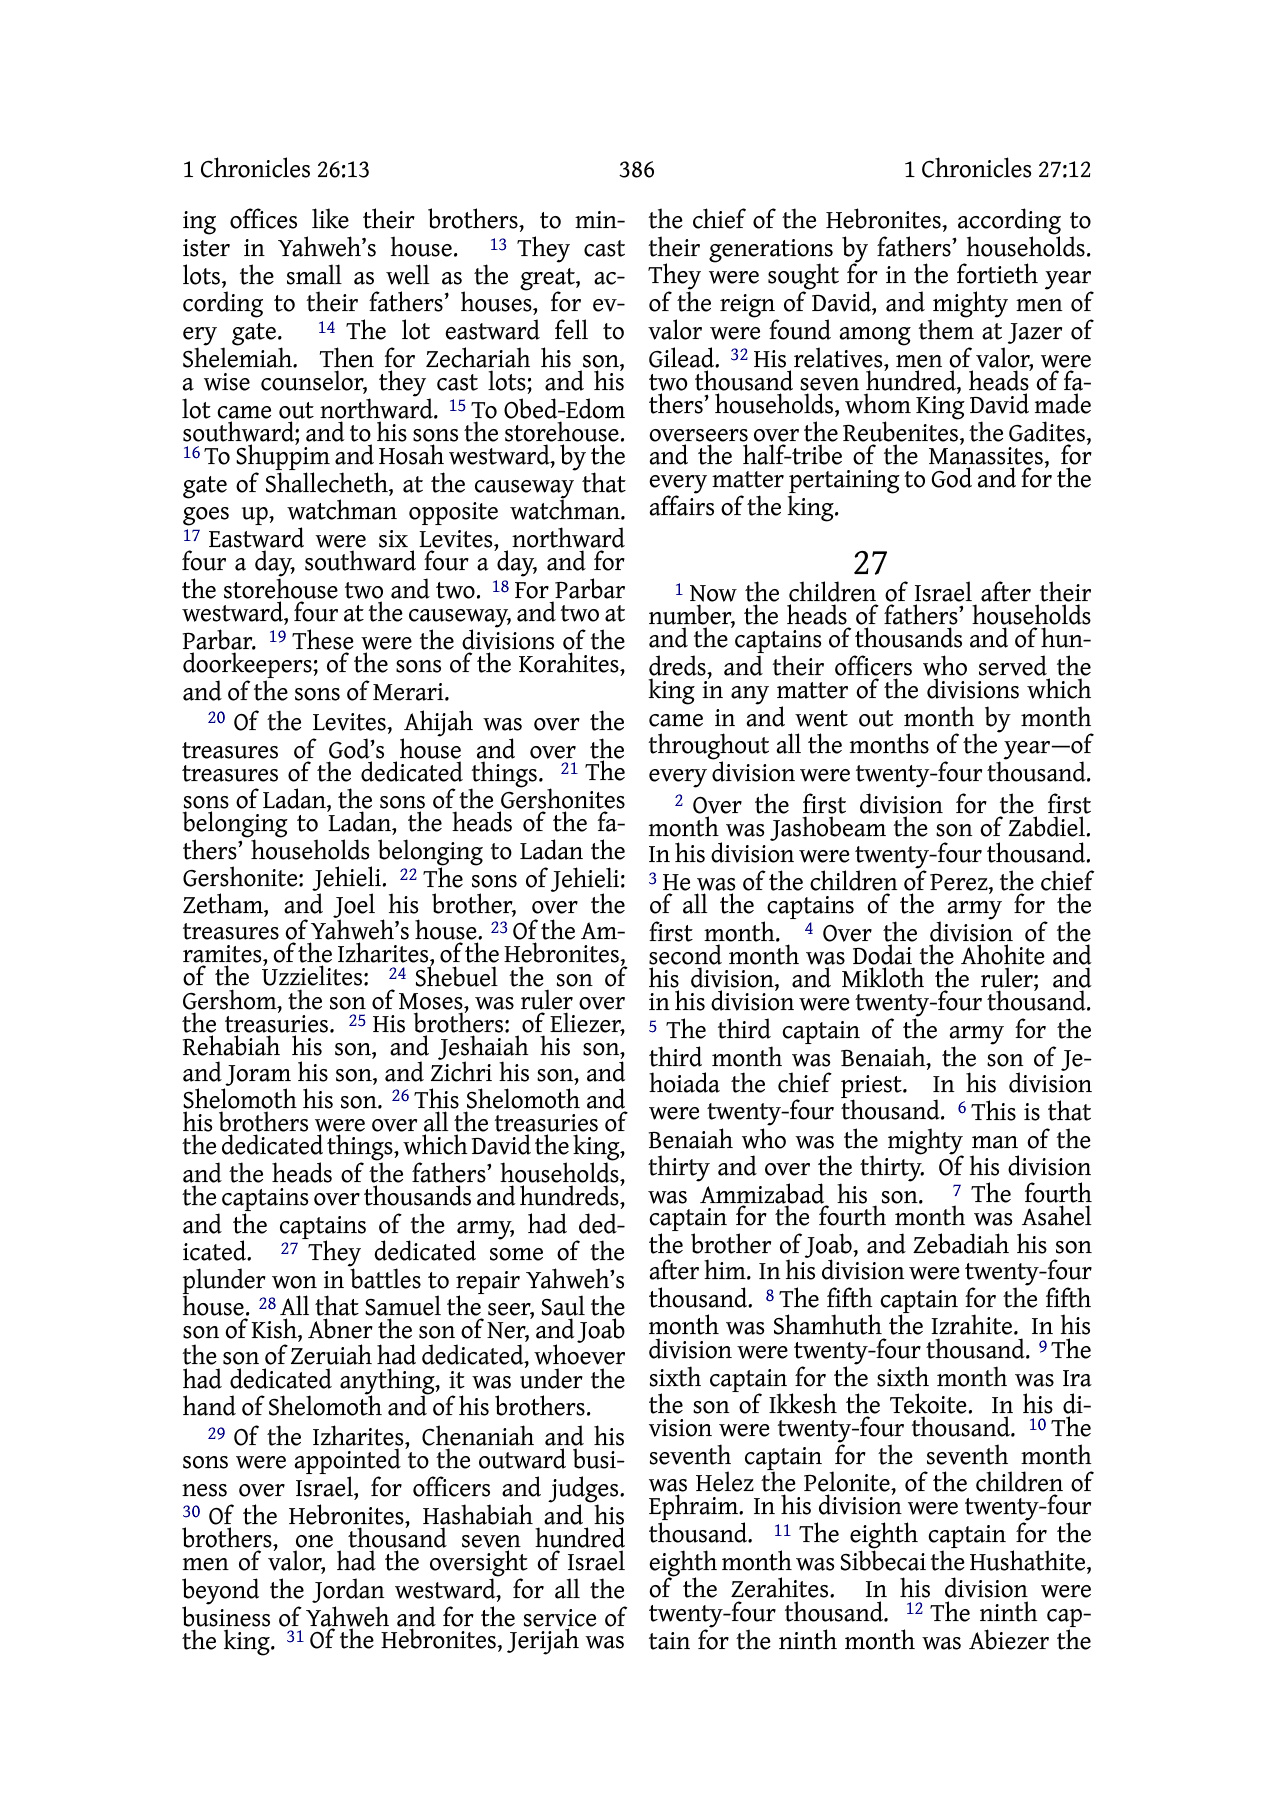 1 Chronicles 26:13 386 1 Chronicles 27:12
ing offices like their brothers, to min-
ister in Yahweh’s house. 13 They cast
lots, the small as well as the great, ac-
cording to their fathers’ houses, for ev-
ery gate. 14 The lot eastward fell to
Shelemiah. Then for Zechariah his son,
a wise counselor, they cast lots; and his
lot came out northward. 15 To Obed-Edom
southward; and to his sons the storehouse.
16 To Shuppim and Hosah westward, by the
gate of Shallecheth, at the causeway that
goes up, watchman opposite watchman.
17 Eastward were six Levites, northward
four a day, southward four a day, and for
the storehouse two and two. 18 For Parbar
westward, four at the causeway, and two at
Parbar. 19 These were the divisions of the
doorkeepers; of the sons of the Korahites,
and of the sons of Merari.
20 Of the Levites, Ahijah was over the
treasures of God’s house and over the
treasures of the dedicated things. 21 The
sons of Ladan, the sons of the Gershonites
belonging to Ladan, the heads of the fa-
thers’ households belonging to Ladan the
Gershonite: Jehieli. 22 The sons of Jehieli:
Zetham, and Joel his brother, over the
treasures of Yahweh’s house. 23 Of the Am-
ramites, of the Izharites, of the Hebronites,
of the Uzzielites: 24 Shebuel the son of
Gershom, the son of Moses, was ruler over
the treasuries. 25 His brothers: of Eliezer,
Rehabiah his son, and Jeshaiah his son,
and Joram his son, and Zichri his son, and
Shelomoth his son. 26 This Shelomoth and
his brothers were over all the treasuries of
the dedicated things, which David the king,
and the heads of the fathers’ households,
the captains over thousands and hundreds,
and the captains of the army, had ded-
icated. 27 They dedicated some of the
plunder won in battles to repair Yahweh’s
house. 28 All that Samuel the seer, Saul the
son of Kish, Abner the son of Ner, and Joab
the son of Zeruiah had dedicated, whoever
had dedicated anything, it was under the
hand of Shelomoth and of his brothers.
29 Of the Izharites, Chenaniah and his
sons were appointed to the outward busi-
ness over Israel, for officers and judges.
30 Of the Hebronites, Hashabiah and his
brothers, one thousand seven hundred
men of valor, had the oversight of Israel
beyond the Jordan westward, for all the
business of Yahweh and for the service of
the king. 31 Of the Hebronites, Jerijah was
the chief of the Hebronites, according to
their generations by fathers’ households.
They were sought for in the fortieth year
of the reign of David, and mighty men of
valor were found among them at Jazer of
Gilead. 32 His relatives, men of valor, were
two thousand seven hundred, heads of fa-
thers’ households, whom King David made
overseers over the Reubenites, the Gadites,
and the half-tribe of the Manassites, for
every matter pertaining to God and for the
affairs of the king.
27
1 Now the children of Israel after their
number, the heads of fathers’ households
and the captains of thousands and of hun-
dreds, and their officers who served the
king in any matter of the divisions which
came in and went out month by month
throughout all the months of the year—of
every division were twenty-four thousand.
2 Over the first division for the first
month was Jashobeam the son of Zabdiel.
In his division were twenty-four thousand.
3 He was of the children of Perez, the chief
of all the captains of the army for the
first month. 4 Over the division of the
second month was Dodai the Ahohite and
his division, and Mikloth the ruler; and
in his division were twenty-four thousand.
5 The third captain of the army for the
third month was Benaiah, the son of Je-
hoiada the chief priest. In his division
were twenty-four thousand. 6 This is that
Benaiah who was the mighty man of the
thirty and over the thirty. Of his division
was Ammizabad his son. 7 The fourth
captain for the fourth month was Asahel
the brother of Joab, and Zebadiah his son
after him. In his division were twenty-four
thousand. 8 The fifth captain for the fifth
month was Shamhuth the Izrahite. In his
division were twenty-four thousand. 9 The
sixth captain for the sixth month was Ira
the son of Ikkesh the Tekoite. In his di-
vision were twenty-four thousand. 10 The
seventh captain for the seventh month
was Helez the Pelonite, of the children of
Ephraim. In his division were twenty-four
thousand. 11 The eighth captain for the
eighth month was Sibbecai the Hushathite,
of the Zerahites. In his division were
twenty-four thousand. 12 The ninth cap-
tain for the ninth month was Abiezer the